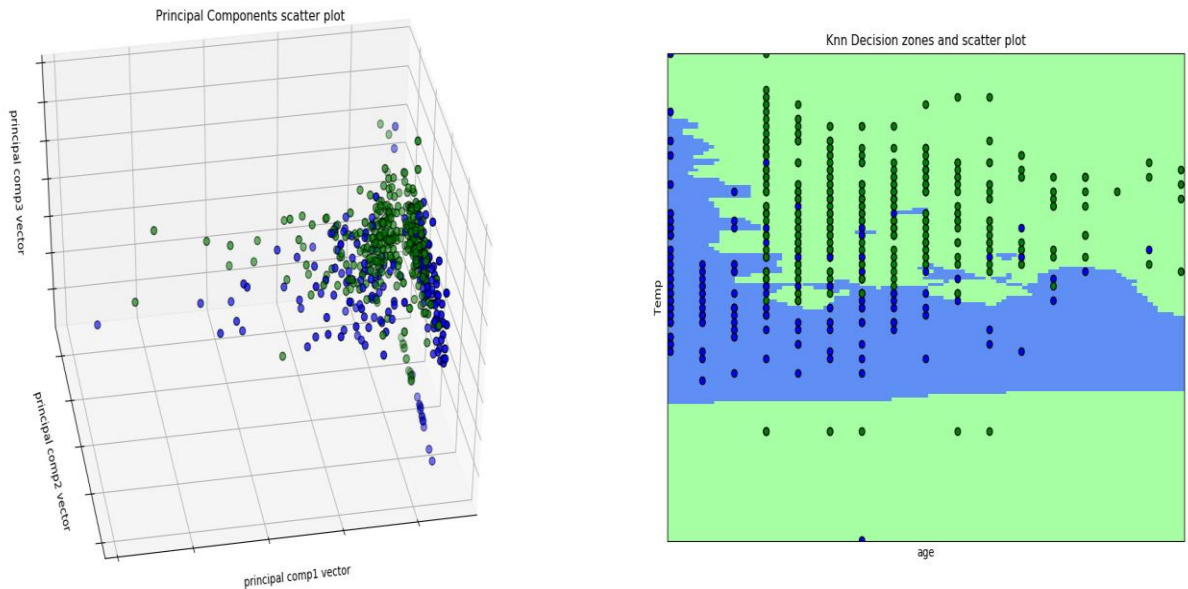 Principal Components scatter plot
principal comp3 vector
principal comp2 vector
principal comp1 vector
Knn Decision zones and scatter plot
Temp
age